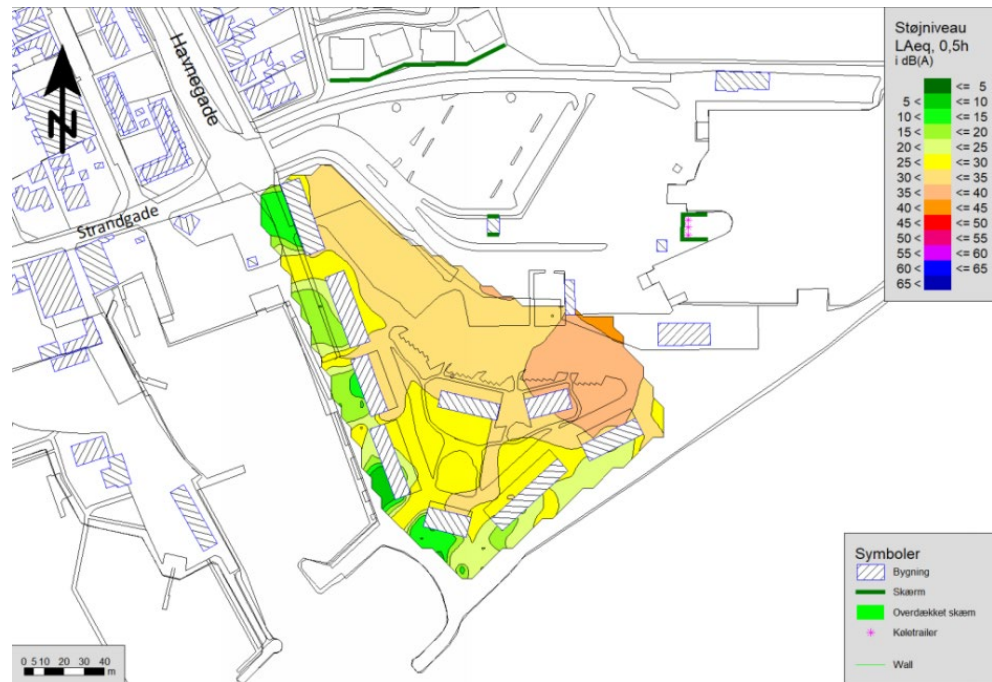 Havnegade
Strandgade
N
Støjniveau
LAeq, 0,5h
i dB(A)
<= 5
5 < <= 10
10 < <= 15
15 < <= 20
20 < <= 25
25 < <= 30
30 < <= 35
35 < <= 40
40 < <= 45
45 < <= 50
50 < <= 55
55 < <= 60
60 < <= 65
65 <
Symboler
Bygning
Skærm
Overdækket skæm
Køletrailer
Wall
0 5 10 20 30 40
m